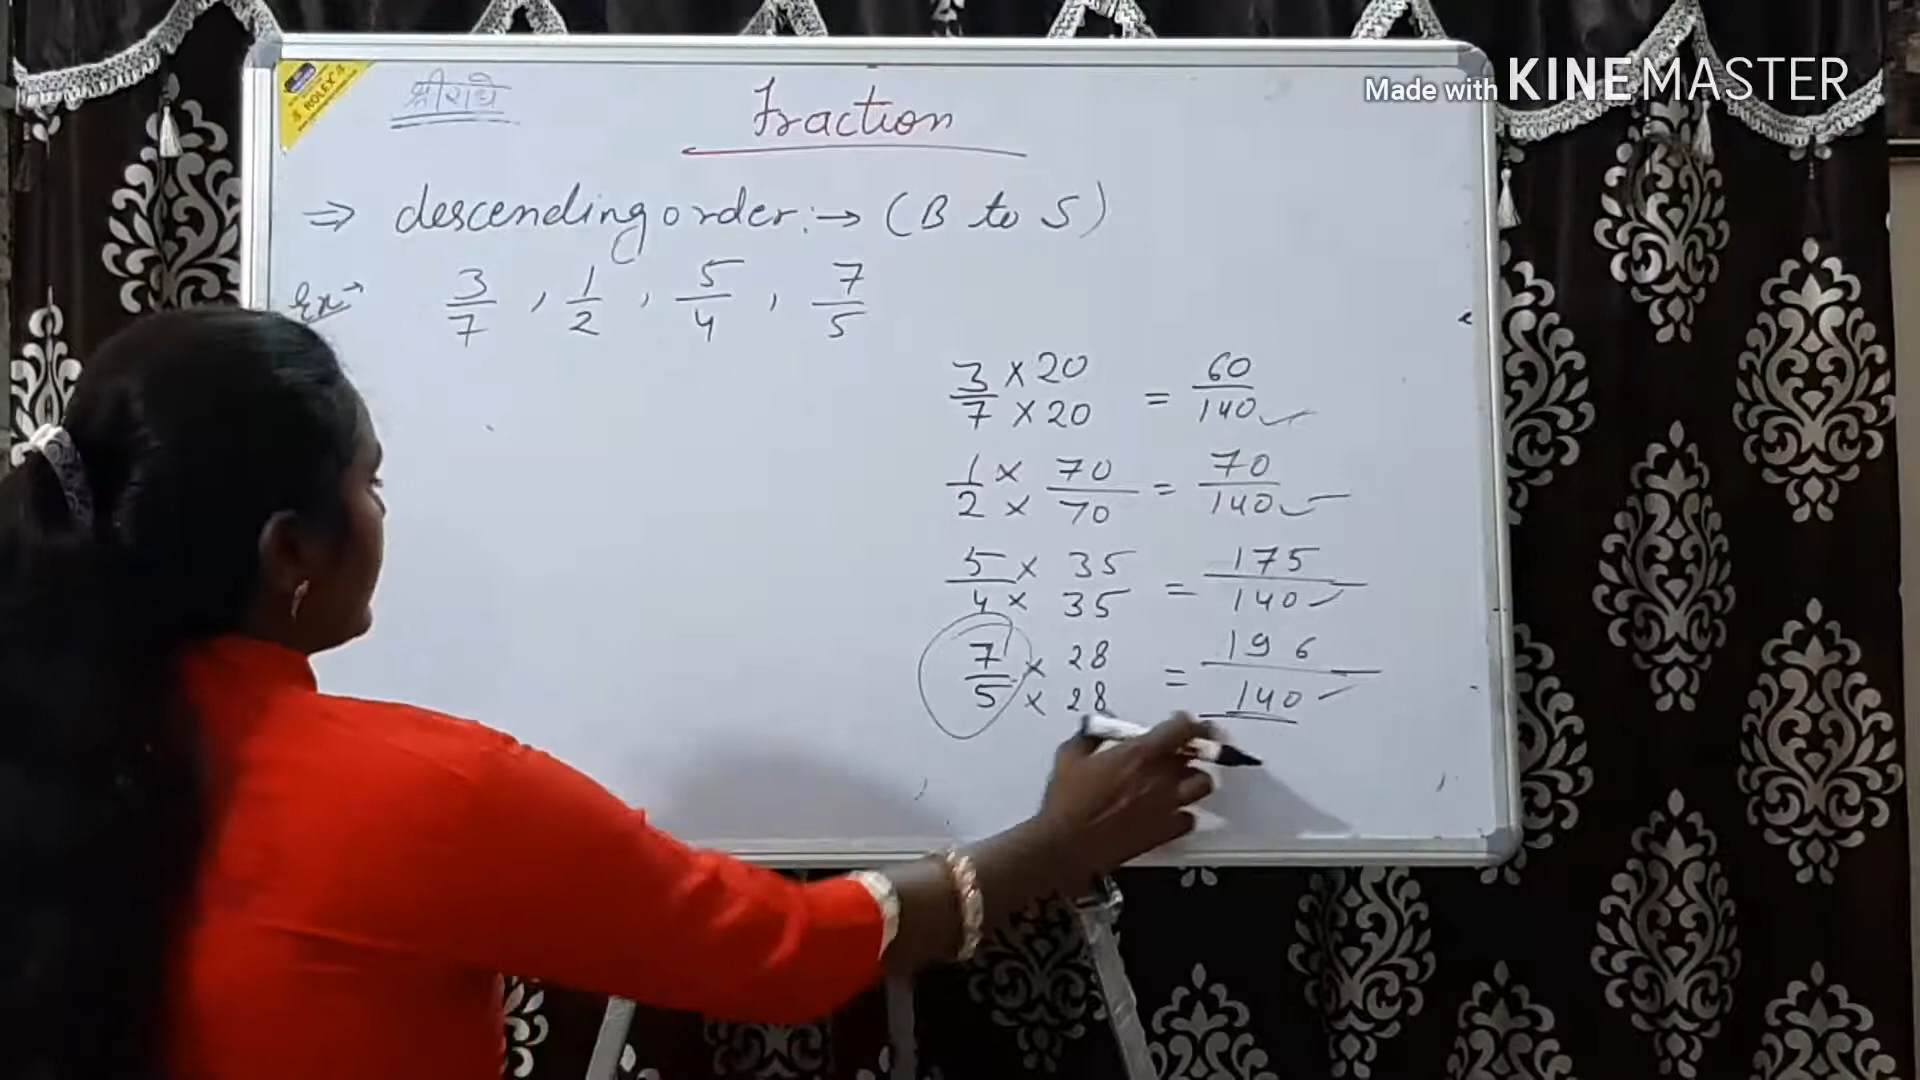 Made with KINEMASTER
ROLEX
श्रीराधे
Fraction
⇒ descending order :→ (B to S)
Ex→ 3/7 , 1/2 , 5/4 , 7/5
3/7 × 20/20 = 60/140
1/2 × 70/70 = 70/140
5/4 × 35/35 = 175/140
7/5 × 28/28 = 196/140